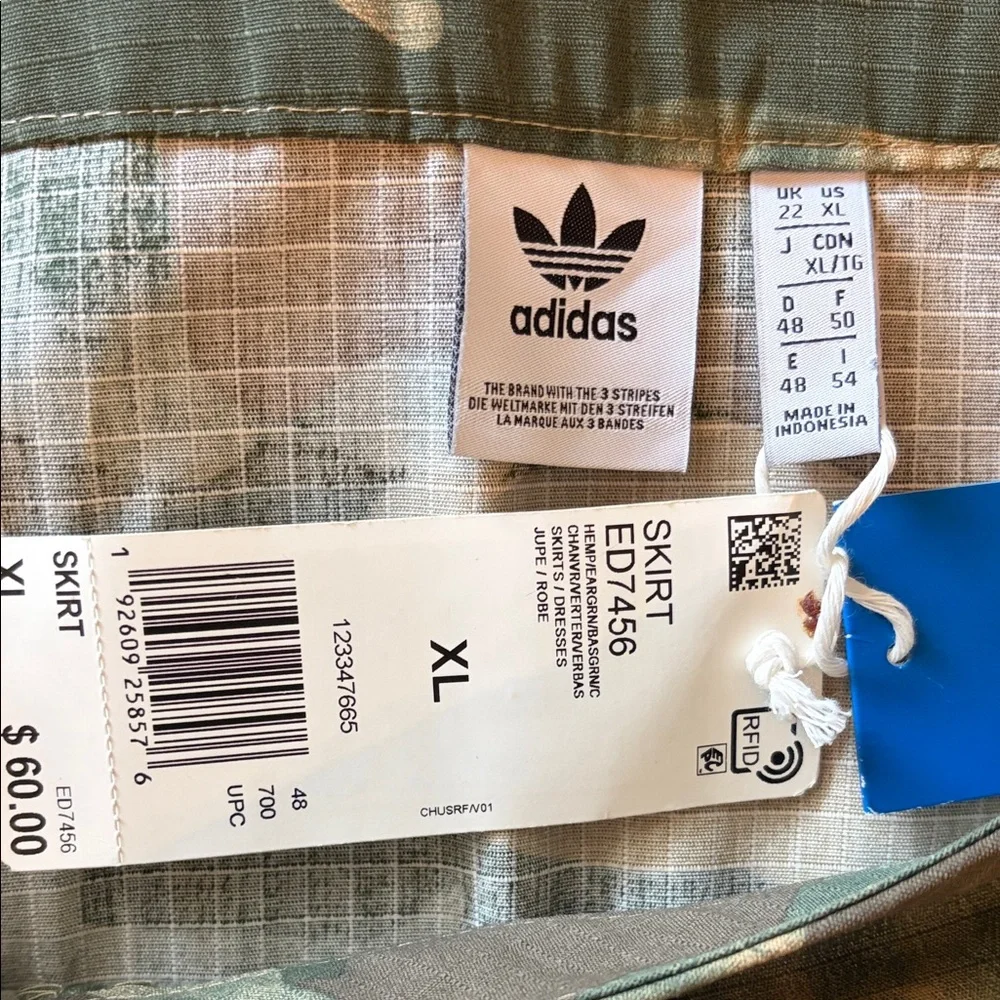 adidas
THE BRAND WITH THE 3 STRIPES
DIE WELTMARKE MIT DEN 3 STREIFEN
LA MARQUE AUX 3 BANDES
UK US
22 XL
J CDN
XL/TG
D F
48 50
E I
48 54
MADE IN
INDONESIA
SKIRT
ED7456
HEMP/EARGRN/BASGRN/C
CHANVR/VERTER/VERBAS
SKIRTS / DRESSES
JUPE / ROBE
XL
123347665
1 92609 25857 6
48
700
UPC
CHUSRF/V01
RFID
EPC
SKIRT
XL
ED7456
$ 60.00